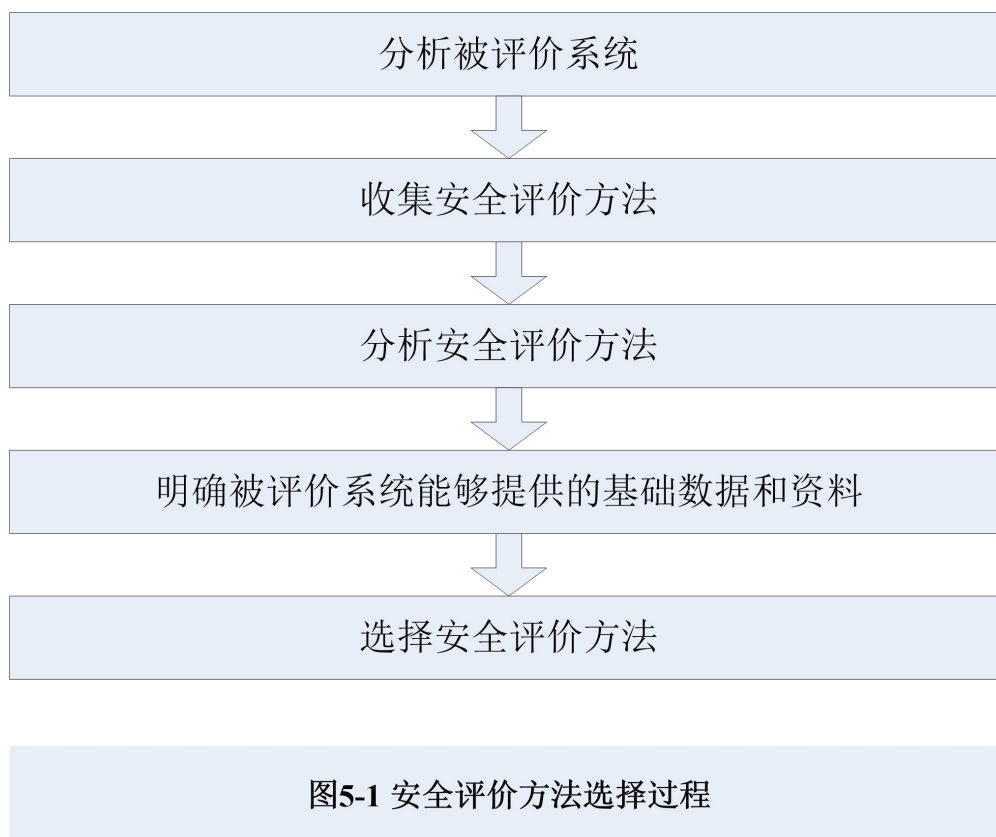 分析被评价系统
收集安全评价方法
分析安全评价方法
明确被评价系统能够提供的基础数据和资料
选择安全评价方法
图5-1 安全评价方法选择过程